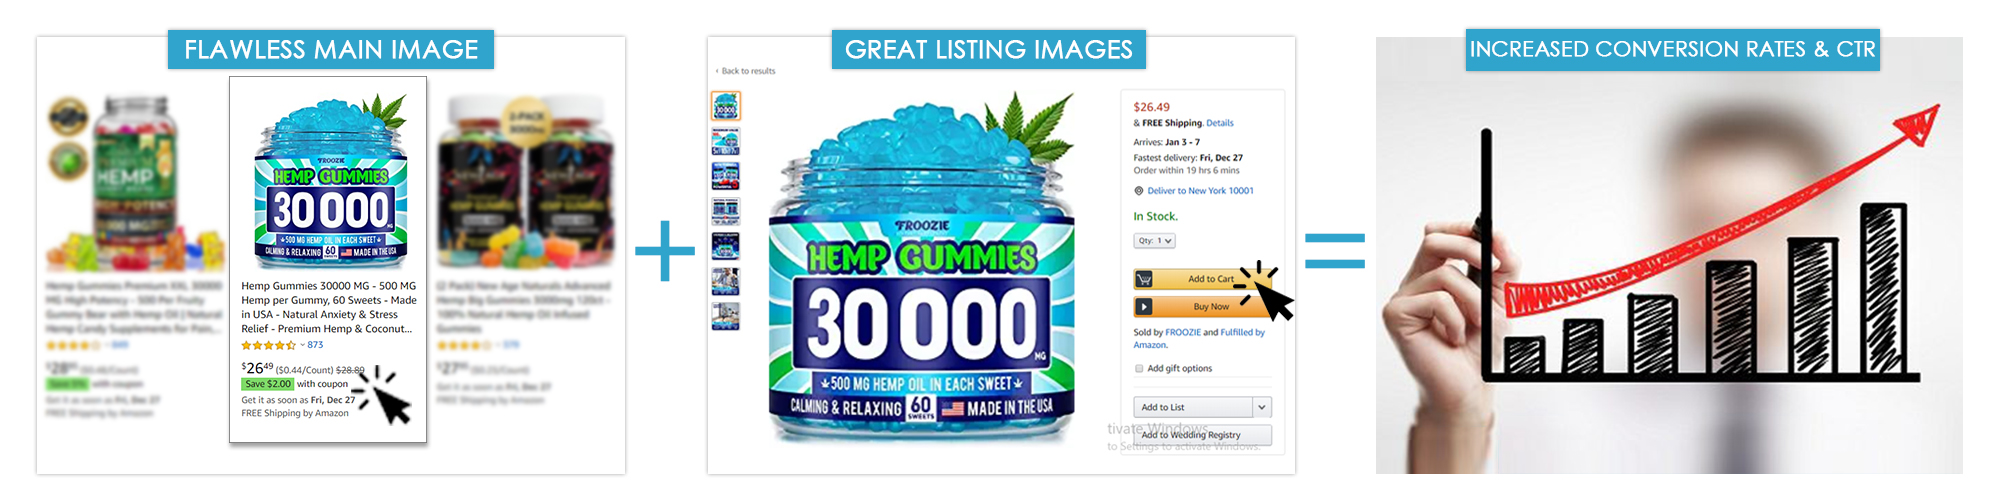 FLAWLESS MAIN IMAGE
HEMP
FROOZIE
HEMP GUMMIES
30 000
MG
500 MG HEMP OIL IN EACH SWEET
CALMING & RELAXING 60 SWEETS MADE IN THE USA
Hemp Gummies 30000 MG - 500 MG
Hemp per Gummy, 60 Sweets - Made
in USA - Natural Anxiety & Stress
Relief - Premium Hemp & Coconut...
873
$26.49 ($0.44/Count) $28.89
Save $2.00 with coupon
Get it as soon as Fri, Dec 27
FREE Shipping by Amazon
+
GREAT LISTING IMAGES
‹ Back to results
FROOZIE
HEMP GUMMIES
30 000
MG
500 MG HEMP OIL IN EACH SWEET
CALMING & RELAXING 60 SWEETS MADE IN THE USA
$26.49
& FREE Shipping. Details
Arrives: Jan 3 - 7
Fastest delivery: Fri, Dec 27
Order within 19 hrs 6 mins
Deliver to New York 10001
In Stock.
Qty: 1
Add to Cart
Buy Now
Sold by FROOZIE and Fulfilled by
Amazon.
Add gift options
Add to List
tivate Windows
Add to Wedding Registry
to Settings to activate Windows.
=
INCREASED CONVERSION RATES & CTR